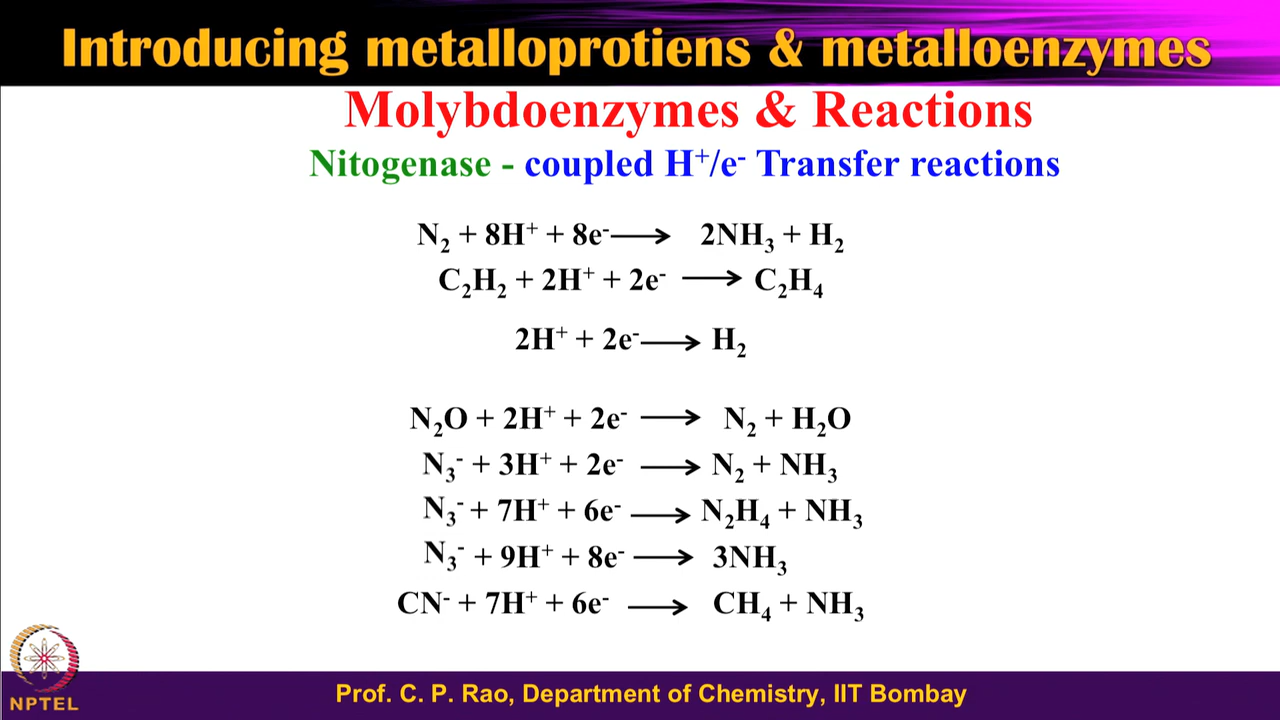 Introducing metalloprotiens & metalloenzymes
Molybdoenzymes & Reactions
Nitogenase - coupled H⁺/e⁻ Transfer reactions
N₂ + 8H⁺ + 8e⁻ ⟶ 2NH₃ + H₂
C₂H₂ + 2H⁺ + 2e⁻ ⟶ C₂H₄
2H⁺ + 2e⁻ ⟶ H₂
N₂O + 2H⁺ + 2e⁻ ⟶ N₂ + H₂O
N₃⁻ + 3H⁺ + 2e⁻ ⟶ N₂ + NH₃
N₃⁻ + 7H⁺ + 6e⁻ ⟶ N₂H₄ + NH₃
N₃⁻ + 9H⁺ + 8e⁻ ⟶ 3NH₃
CN⁻ + 7H⁺ + 6e⁻ ⟶ CH₄ + NH₃
NPTEL
Prof. C. P. Rao, Department of Chemistry, IIT Bombay